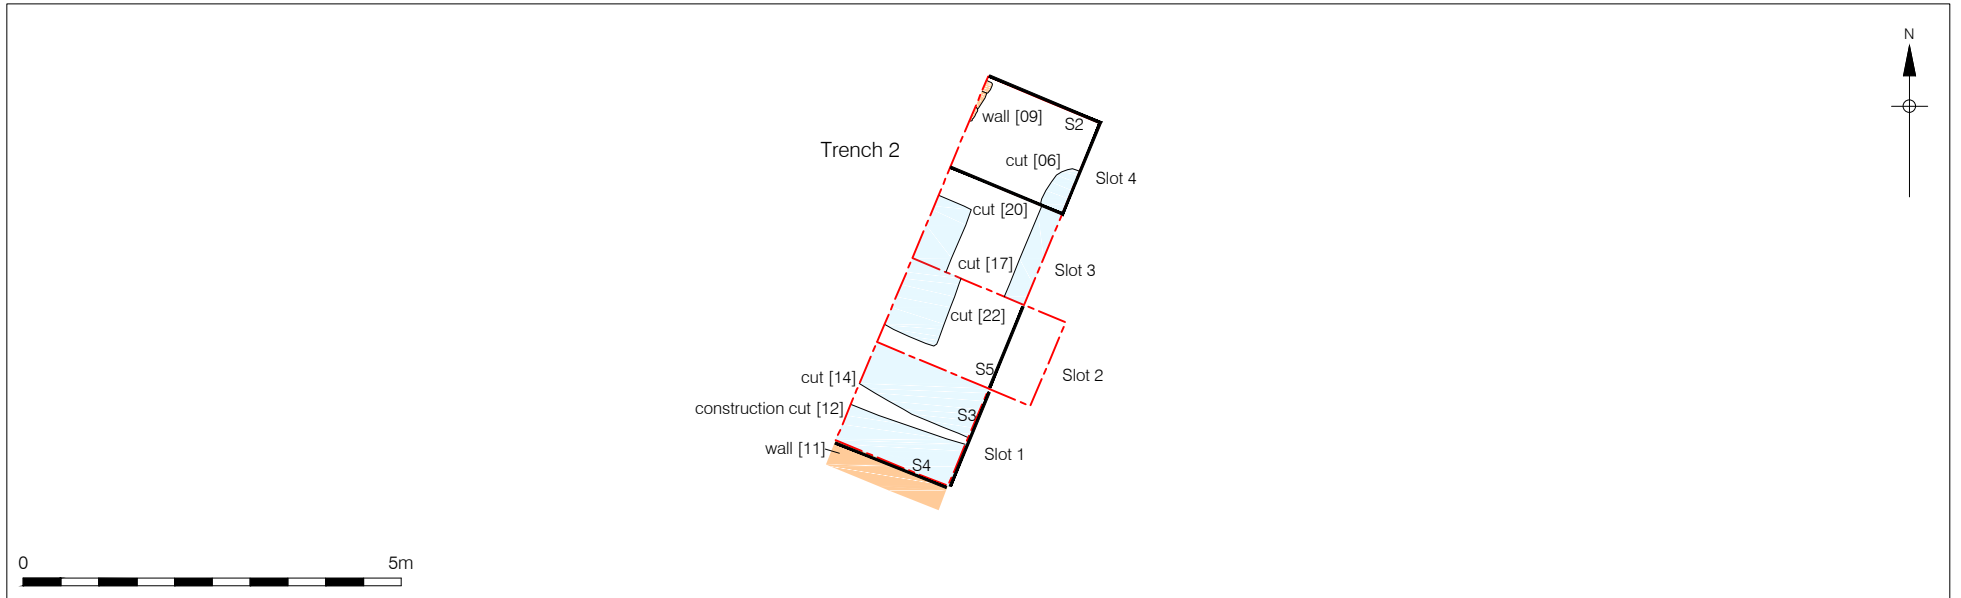 N
wall [09]
S2
Trench 2
cut [06]
Slot 4
cut [20]
cut [17]
Slot 3
cut [22]
S5
Slot 2
cut [14]
construction cut [12]
S3
wall [11]
Slot 1
S4
0 5m